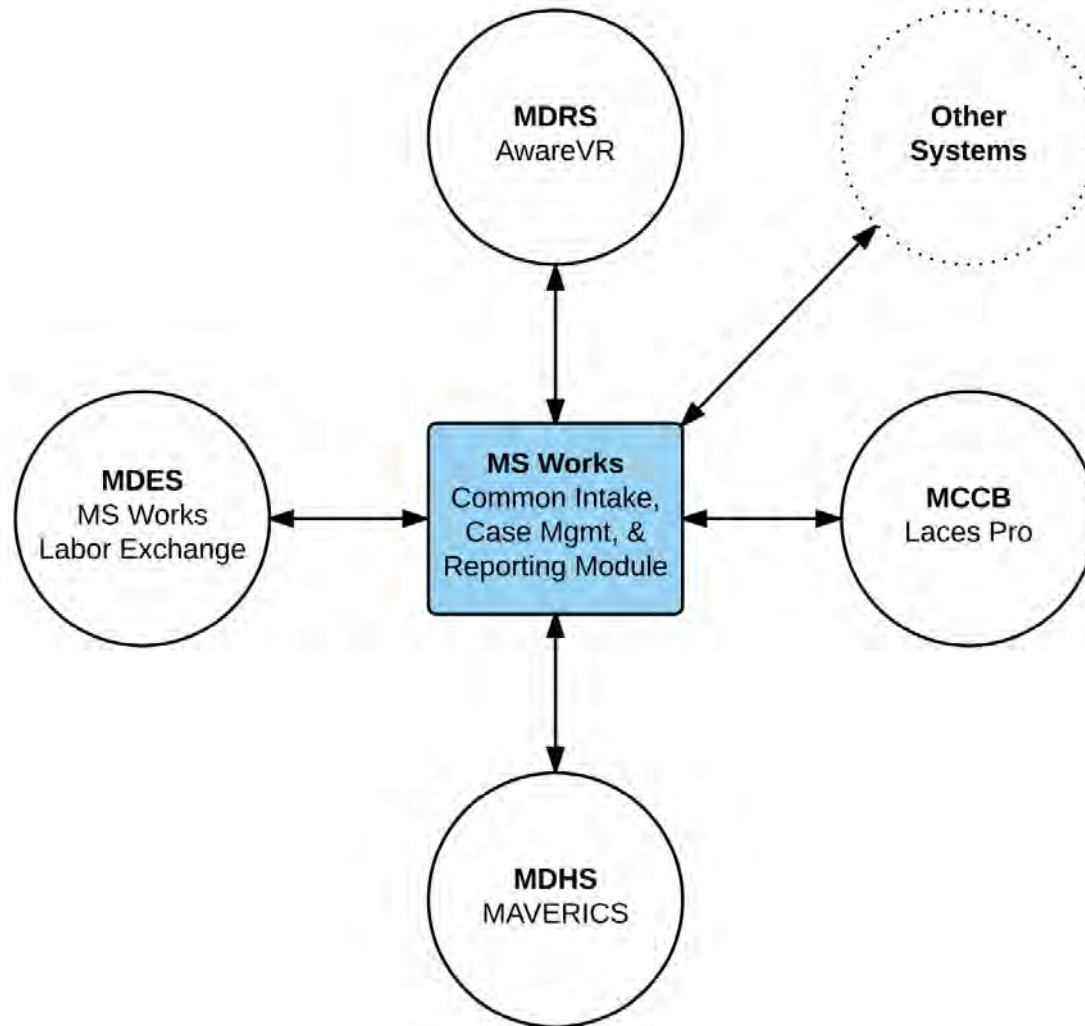 MDRS
AwareVR
Other
Systems
MDES
MS Works
Labor Exchange
MS Works
Common Intake,
Case Mgmt, &
Reporting Module
MCCB
Laces Pro
MDHS
MAVERICS